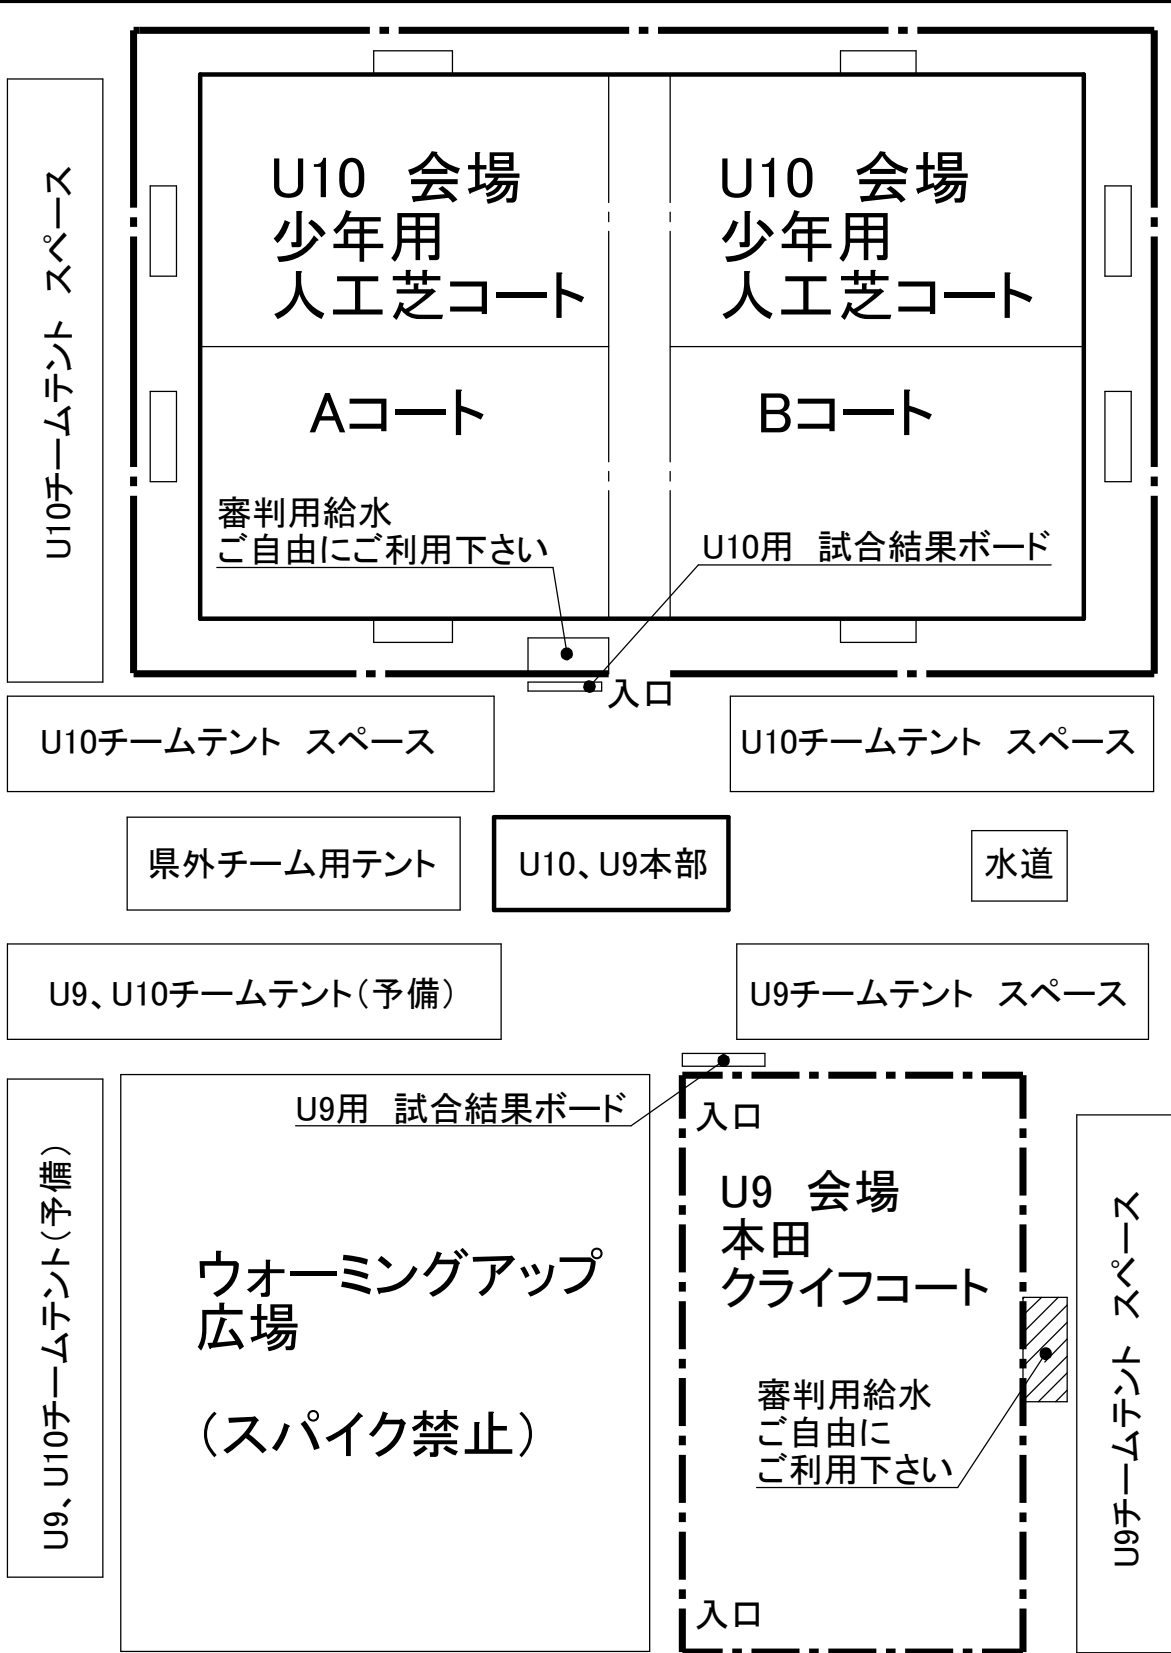 U10 会場
少年用
人工芝コート
U10 会場
少年用
人工芝コート
U10チームテント スペース
Aコート
Bコート
審判用給水
ご自由にご利用下さい
U10用 試合結果ボード
入口
U10チームテント スペース
U10チームテント スペース
県外チーム用テント
U10、U9本部
水道
U9、U10チームテント(予備)
U9チームテント スペース
U9用 試合結果ボード
入口
U9、U10チームテント(予備)
ウォーミングアップ
広場
(スパイク禁止)
U9 会場
本田
クライフコート
審判用給水
ご自由に
ご利用下さい
U9チームテント スペース
入口